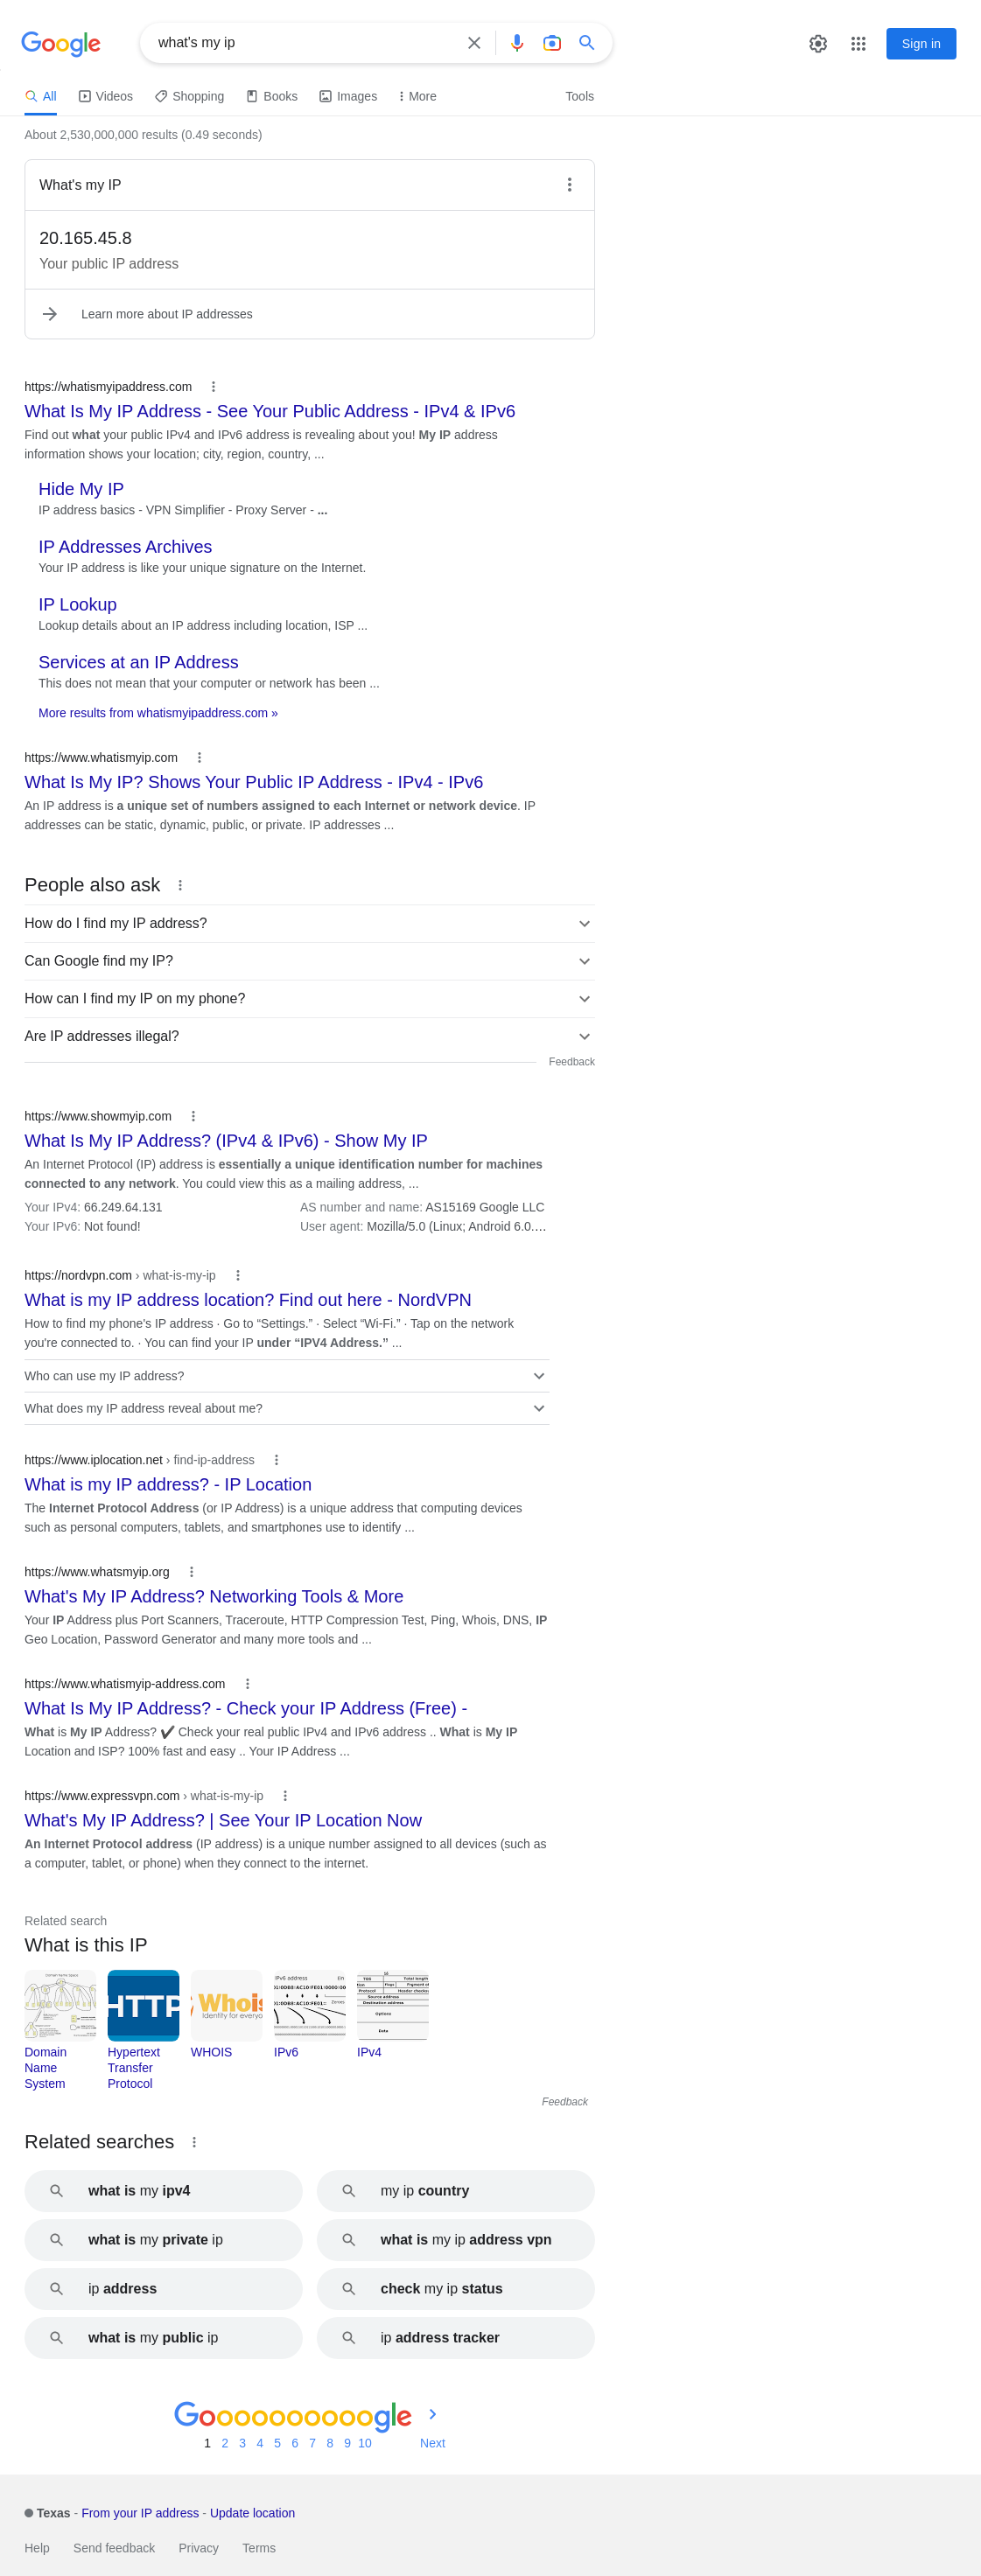 Google
what's my ip
Sign in
All
Videos
Shopping
Books
Images
More
Tools
About 2,530,000,000 results (0.49 seconds)
What's my IP
20.165.45.8
Your public IP address
Learn more about IP addresses
https://whatismyipaddress.com
What Is My IP Address - See Your Public Address - IPv4 & IPv6
Find out what your public IPv4 and IPv6 address is revealing about you! My IP address
information shows your location; city, region, country, ...
Hide My IP
IP address basics - VPN Simplifier - Proxy Server - ...
IP Addresses Archives
Your IP address is like your unique signature on the Internet.
IP Lookup
Lookup details about an IP address including location, ISP ...
Services at an IP Address
This does not mean that your computer or network has been ...
More results from whatismyipaddress.com »
https://www.whatismyip.com
What Is My IP? Shows Your Public IP Address - IPv4 - IPv6
An IP address is a unique set of numbers assigned to each Internet or network device. IP
addresses can be static, dynamic, public, or private. IP addresses ...
People also ask
How do I find my IP address?
Can Google find my IP?
How can I find my IP on my phone?
Are IP addresses illegal?
Feedback
https://www.showmyip.com
What Is My IP Address? (IPv4 & IPv6) - Show My IP
An Internet Protocol (IP) address is essentially a unique identification number for machines
connected to any network. You could view this as a mailing address, ...
Your IPv4: 66.249.64.131
AS number and name: AS15169 Google LLC
Your IPv6: Not found!
User agent: Mozilla/5.0 (Linux; Android 6.0.…
https://nordvpn.com › what-is-my-ip
What is my IP address location? Find out here - NordVPN
How to find my phone's IP address · Go to “Settings.” · Select “Wi-Fi.” · Tap on the network
you're connected to. · You can find your IP under “IPV4 Address.” ...
Who can use my IP address?
What does my IP address reveal about me?
https://www.iplocation.net › find-ip-address
What is my IP address? - IP Location
The Internet Protocol Address (or IP Address) is a unique address that computing devices
such as personal computers, tablets, and smartphones use to identify ...
https://www.whatsmyip.org
What's My IP Address? Networking Tools & More
Your IP Address plus Port Scanners, Traceroute, HTTP Compression Test, Ping, Whois, DNS, IP
Geo Location, Password Generator and many more tools and ...
https://www.whatismyip-address.com
What Is My IP Address? - Check your IP Address (Free) -
What is My IP Address? ✔️ Check your real public IPv4 and IPv6 address .. What is My IP
Location and ISP? 100% fast and easy .. Your IP Address ...
https://www.expressvpn.com › what-is-my-ip
What's My IP Address? | See Your IP Location Now
An Internet Protocol address (IP address) is a unique number assigned to all devices (such as
a computer, tablet, or phone) when they connect to the internet.
Related search
What is this IP
HTTP
Whois
Identity for everyo
IPv6 address
Domain
Name
System
Hypertext
Transfer
Protocol
WHOIS
IPv6
IPv4
Feedback
Related searches
what is my ipv4
my ip country
what is my private ip
what is my ip address vpn
ip address
check my ip status
what is my public ip
ip address tracker
Goooooooooogle
1 2 3 4 5 6 7 8 9 10 Next
Texas - From your IP address - Update location
Help
Send feedback
Privacy
Terms